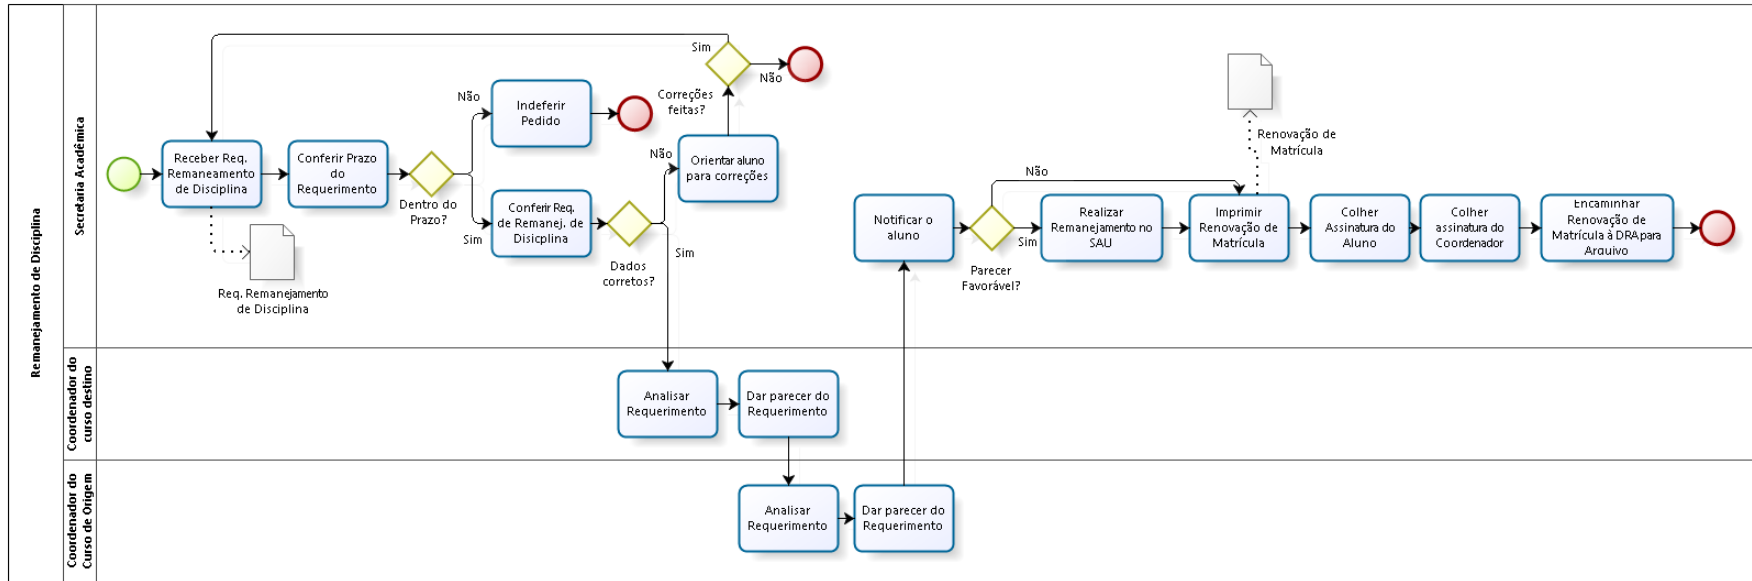 Remanejamento de Disciplina
Secretaria Acadêmica
Receber Req.
Remaneamento
de Disciplina
Req. Remanejamento
de Disciplina
Conferir Prazo
do
Requerimento
Dentro do
Prazo?
Não
Sim
Indeferir
Pedido
Conferir Req.
de Remanej. de
Disicplina
Dados
corretos?
Não
Sim
Orientar aluno
para correções
Correções
feitas?
Sim
Não
Notificar o
aluno
Parecer
Favorável?
Não
Sim
Realizar
Remanejamento no
SAU
Imprimir
Renovação de
Matrícula
Renovação de
Matrícula
Colher
Assinatura do
Aluno
Colher
assinatura do
Coordenador
Encaminhar
Renovação de
Matrícula à DRA para
Arquivo
Coordenador do
curso destino
Analisar
Requerimento
Dar parecer do
Requerimento
Coordenador do
Curso de Origem
Analisar
Requerimento
Dar parecer do
Requerimento